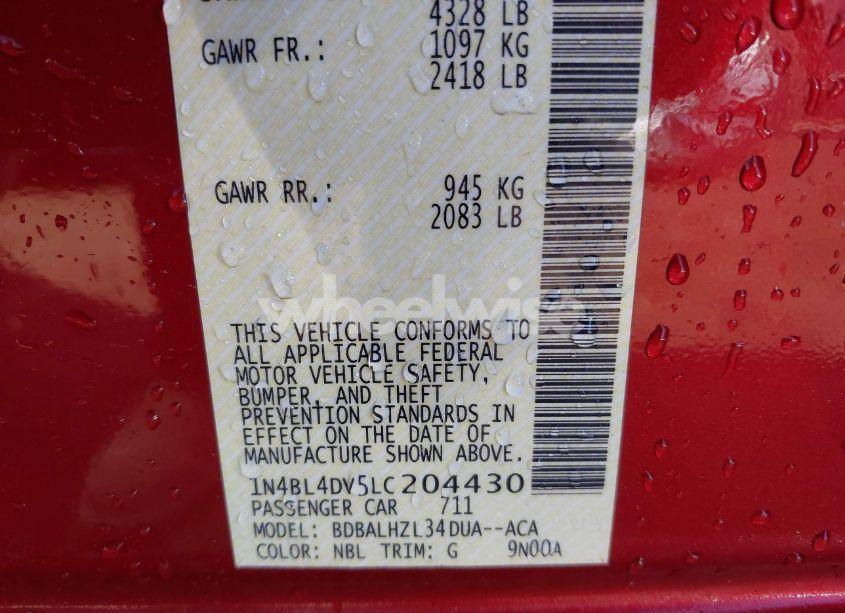 4328 LB
GAWR FR.: 1097 KG
2418 LB
GAWR RR.: 945 KG
2083 LB
wheelwise
THIS VEHICLE CONFORMS TO
ALL APPLICABLE FEDERAL
MOTOR VEHICLE SAFETY,
BUMPER, AND THEFT
PREVENTION STANDARDS IN
EFFECT ON THE DATE OF
MANUFACTURE SHOWN ABOVE.
1N4BL4DV5LC204430
PASSENGER CAR 711
MODEL: BDBALHZL34DUA--ACA
COLOR: NBL TRIM: G 9N00A